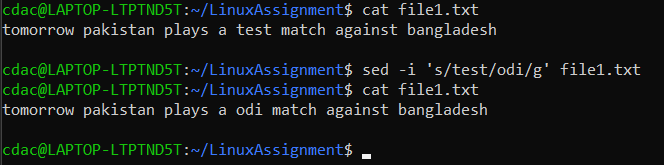 cdac@LAPTOP-LTPTND5T:~/LinuxAssignment$ cat file1.txt
tomorrow pakistan plays a test match against bangladesh
cdac@LAPTOP-LTPTND5T:~/LinuxAssignment$ sed -i 's/test/odi/g' file1.txt
cdac@LAPTOP-LTPTND5T:~/LinuxAssignment$ cat file1.txt
tomorrow pakistan plays a odi match against bangladesh
cdac@LAPTOP-LTPTND5T:~/LinuxAssignment$